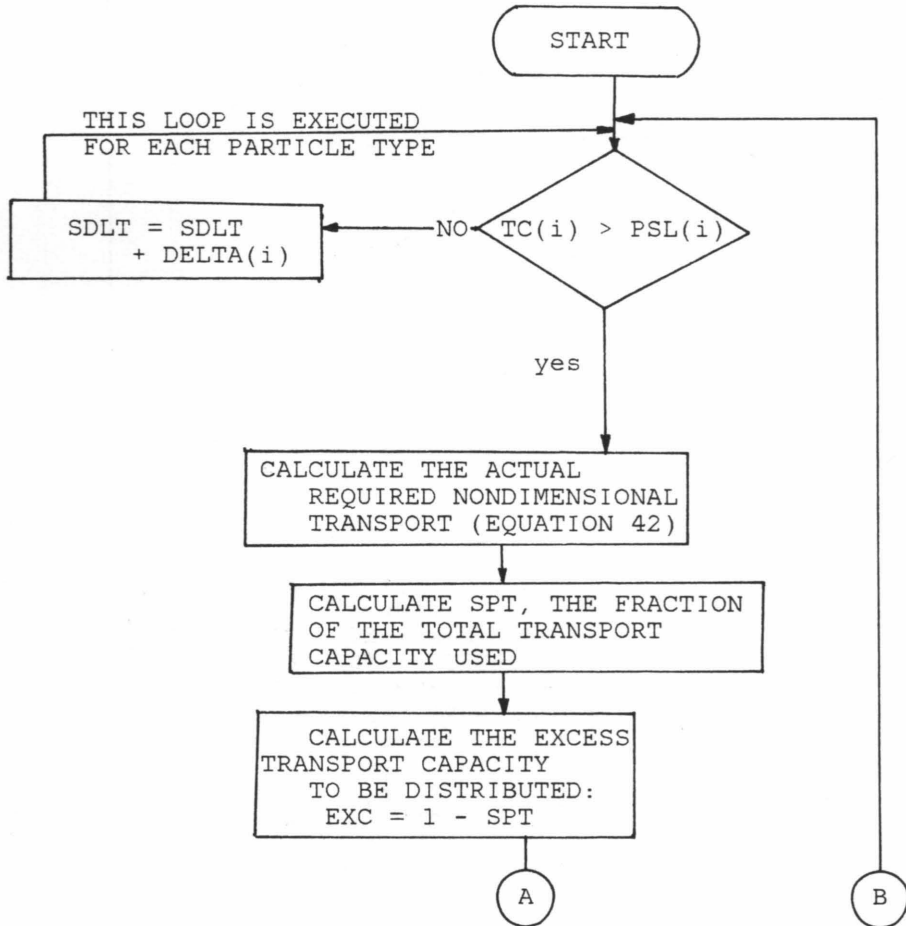 START
THIS LOOP IS EXECUTED
FOR EACH PARTICLE TYPE
SDLT = SDLT
+ DELTA(i)
NO
TC(i) > PSL(i)
yes
CALCULATE THE ACTUAL
REQUIRED NONDIMENSIONAL
TRANSPORT (EQUATION 42)
CALCULATE SPT, THE FRACTION
OF THE TOTAL TRANSPORT
CAPACITY USED
CALCULATE THE EXCESS
TRANSPORT CAPACITY
TO BE DISTRIBUTED:
EXC = 1 - SPT
A
B